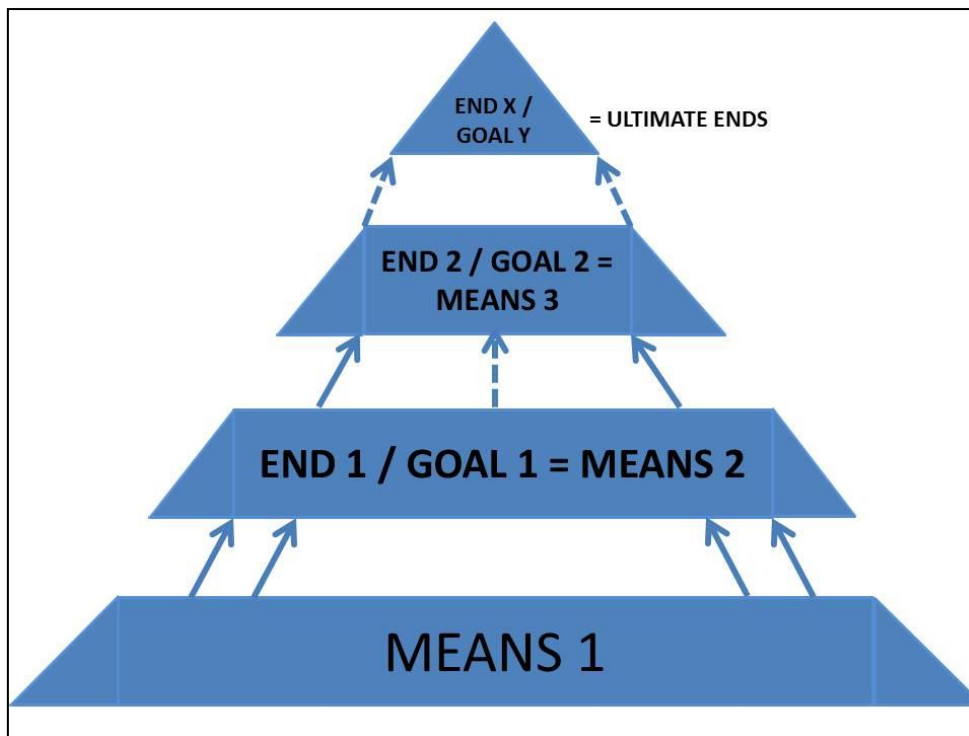 END X /
GOAL Y
= ULTIMATE ENDS
END 2 / GOAL 2 =
MEANS 3
END 1 / GOAL 1 = MEANS 2
MEANS 1